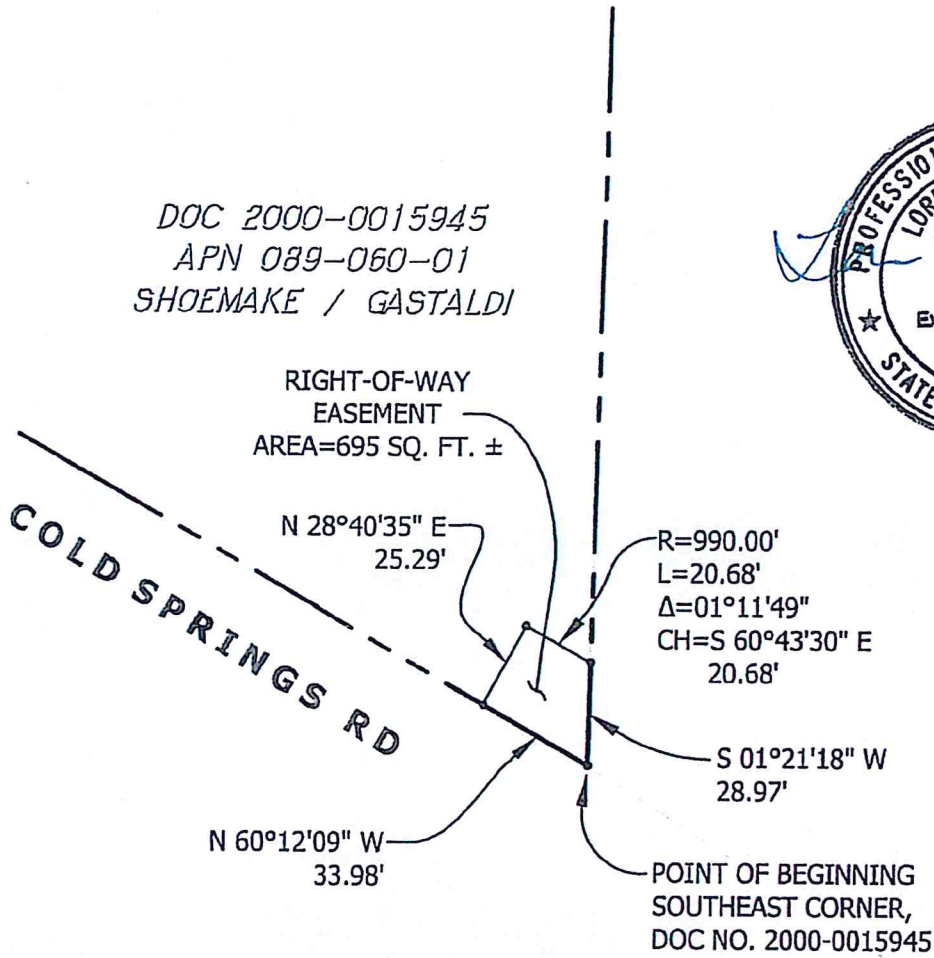 DOC 2000-0015945
APN 089-060-01
SHOEMAKE / GASTALDI
RIGHT-OF-WAY
EASEMENT
AREA=695 SQ. FT. ±
N 28°40'35" E
25.29'
R=990.00'
L=20.68'
Δ=01°11'49"
CH=S 60°43'30" E
20.68'
COLD SPRINGS RD
S 01°21'18" W
28.97'
N 60°12'09" W
33.98'
POINT OF BEGINNING
SOUTHEAST CORNER,
DOC NO. 2000-0015945
STATE